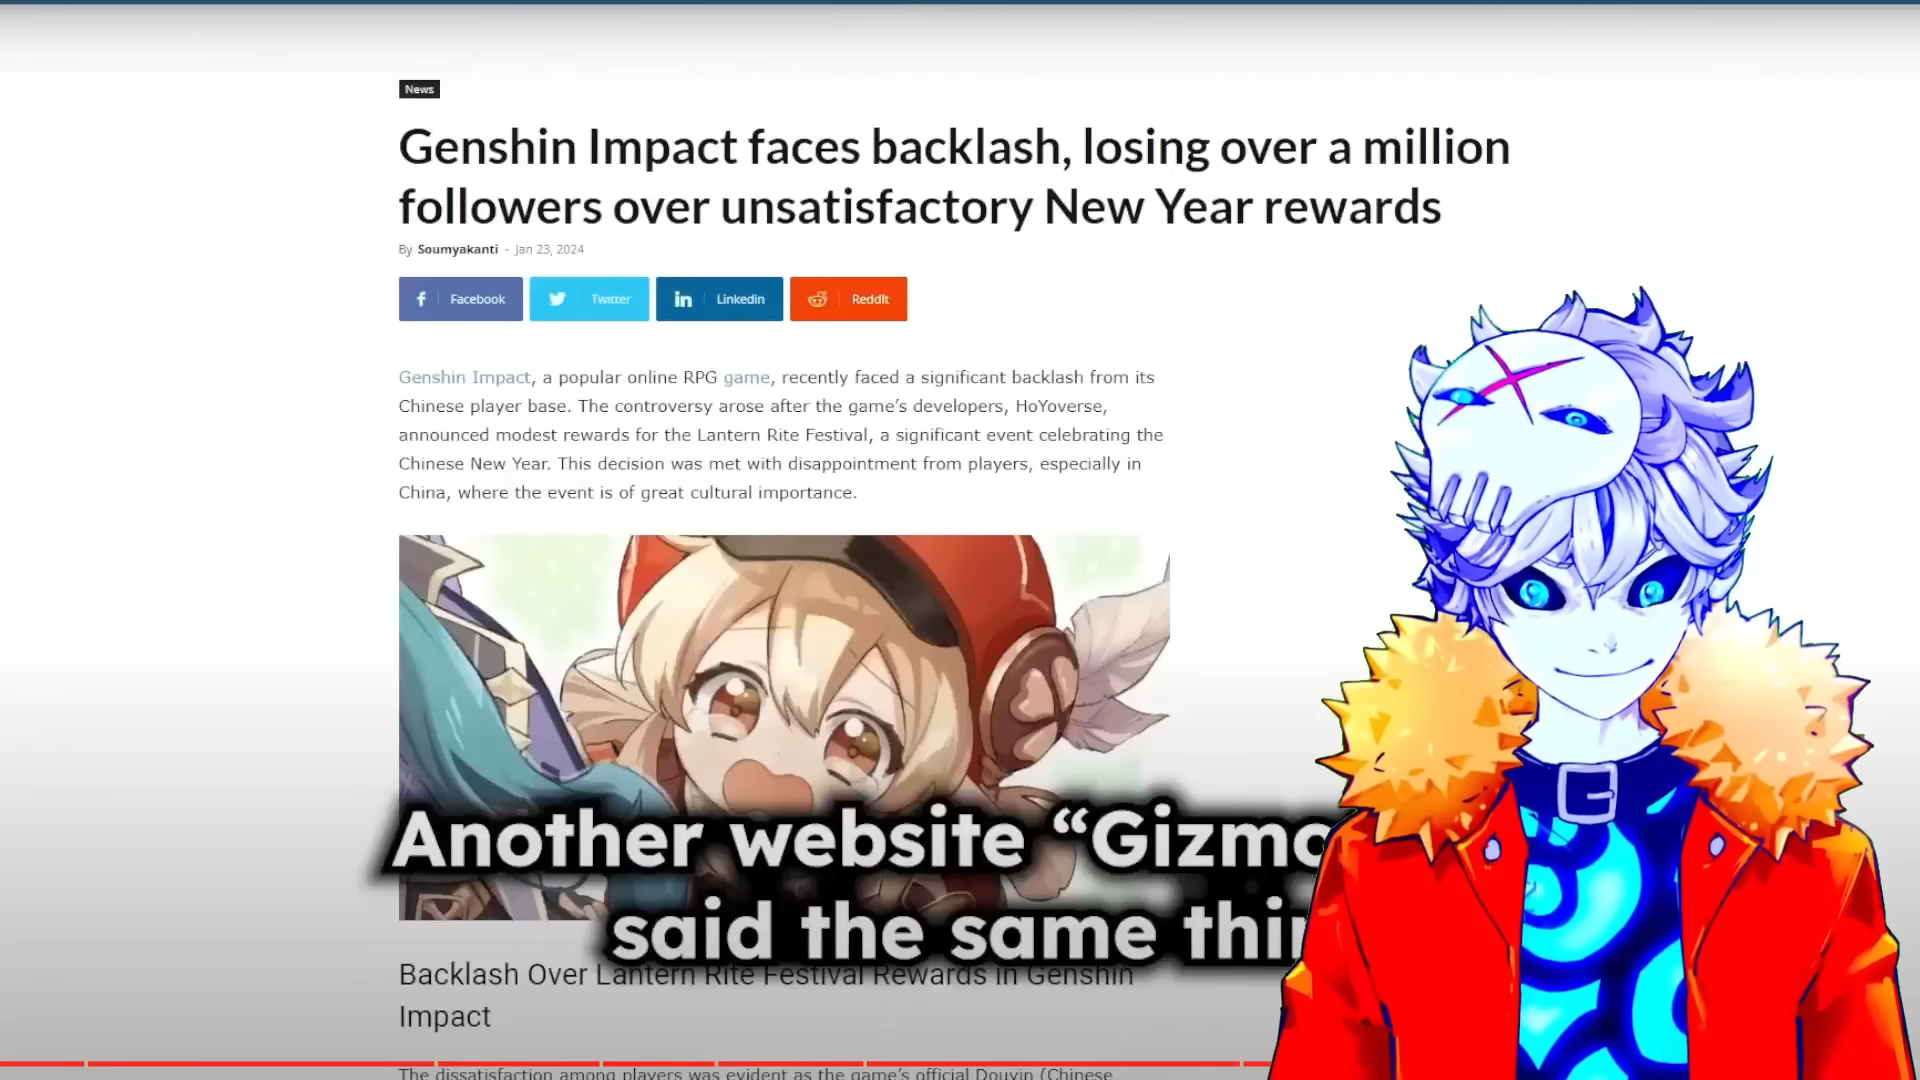 News
Genshin Impact faces backlash, losing over a million
followers over unsatisfactory New Year rewards
By Soumyakanti - Jan 23, 2024
Facebook Twitter Linkedin ReddIt
Genshin Impact, a popular online RPG game, recently faced a significant backlash from its
Chinese player base. The controversy arose after the game’s developers, HoYoverse,
announced modest rewards for the Lantern Rite Festival, a significant event celebrating the
Chinese New Year. This decision was met with disappointment from players, especially in
China, where the event is of great cultural importance.
Another website “Gizmo
said the same thin
Backlash Over Lantern Rite Festival Rewards in Genshin
Impact
The dissatisfaction among players was evident as the game’s official Douyin (Chinese